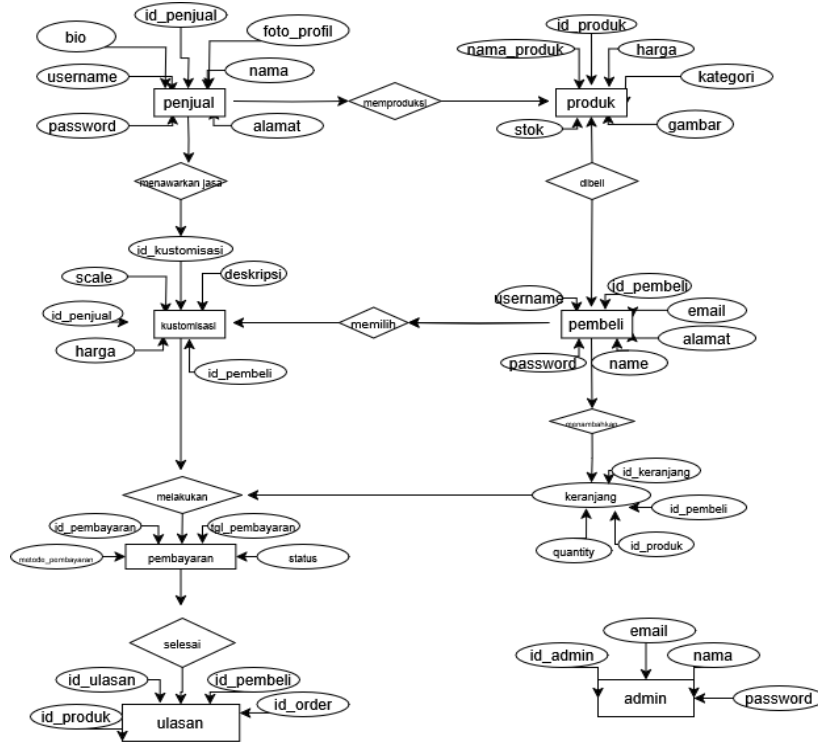 id_penjual
id_produk
bio
foto_profil
nama_produk
harga
username
nama
kategori
penjual
memproduksi
produk
password
alamat
stok
gambar
menawarkan jasa
dibeli
id_kustomisasi
scale
deskripsi
username
id_pembeli
id_penjual
email
kustomisasi
memilih
pembeli
harga
alamat
id_pembeli
password
name
menambahkan
id_keranjang
melakukan
keranjang
id_pembeli
id_pembayaran
tgl_pembayaran
metode_pembayaran
pembayaran
status
quantity
id_produk
selesai
email
id_ulasan
id_pembeli
id_admin
nama
id_produk
id_order
ulasan
admin
password